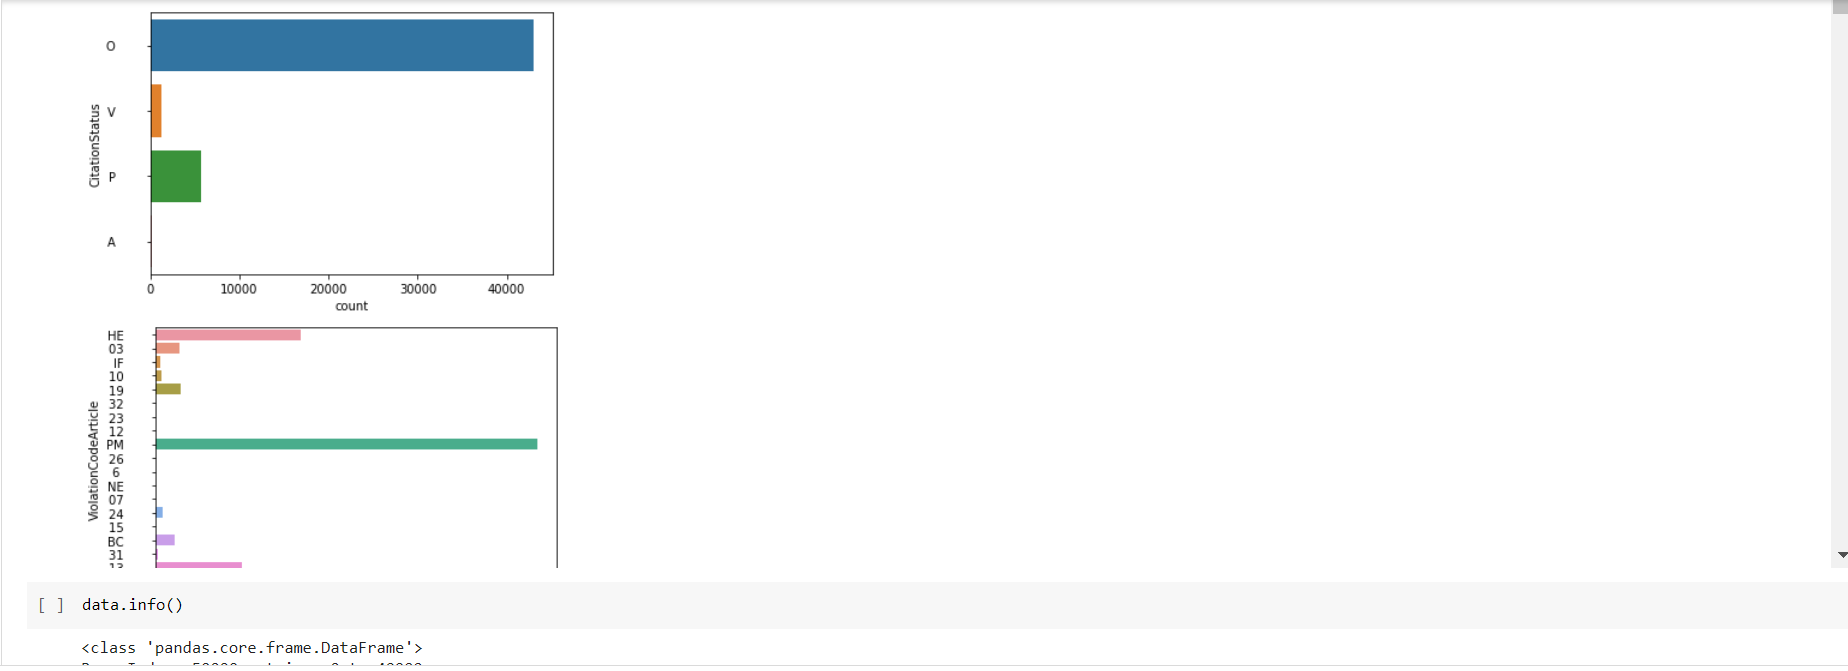 O
V
CitationStatus
P
A
0 10000 20000 30000 40000
count
HE
03
IF
10
19
32
23
12
ViolationCodeArticle
PM
26
6
NE
07
24
15
BC
31
13
[ ] data.info()
<class 'pandas.core.frame.DataFrame'>